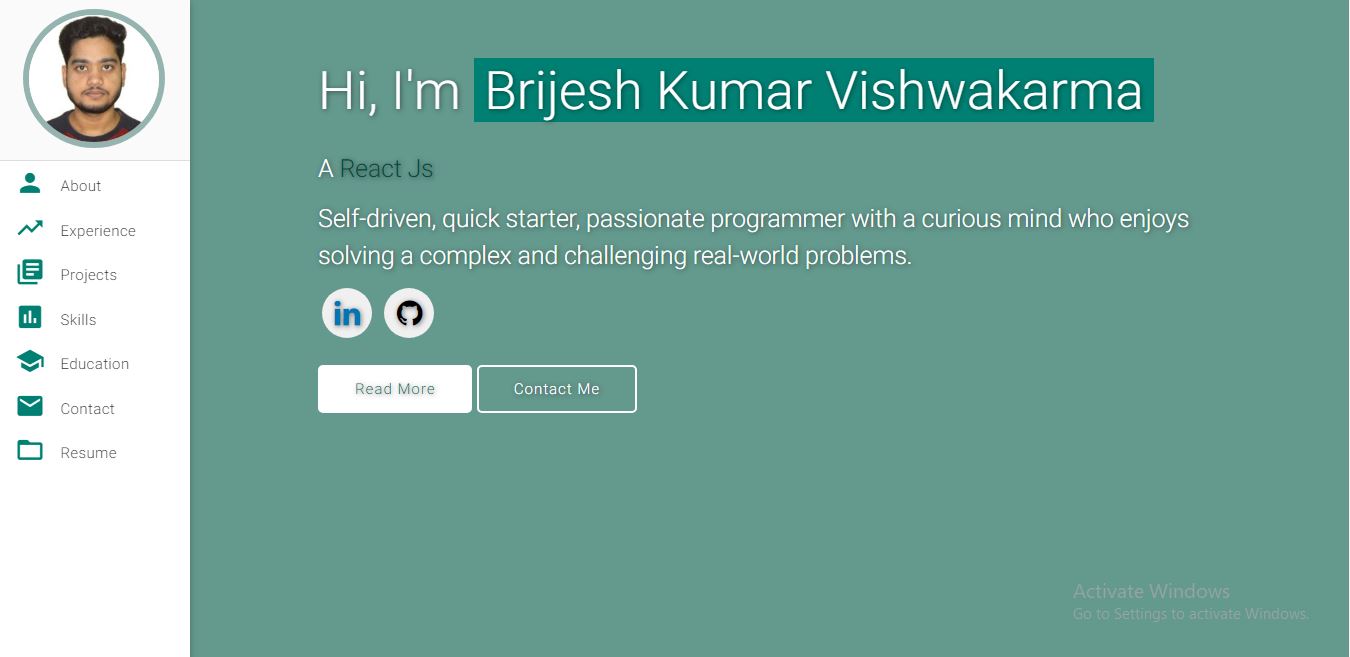 Hi, I'm Brijesh Kumar Vishwakarma
A React Js
Self-driven, quick starter, passionate programmer with a curious mind who enjoys
solving a complex and challenging real-world problems.
in
Read More
Contact Me
About
Experience
Projects
Skills
Education
Contact
Resume
Activate Windows
Go to Settings to activate Windows.